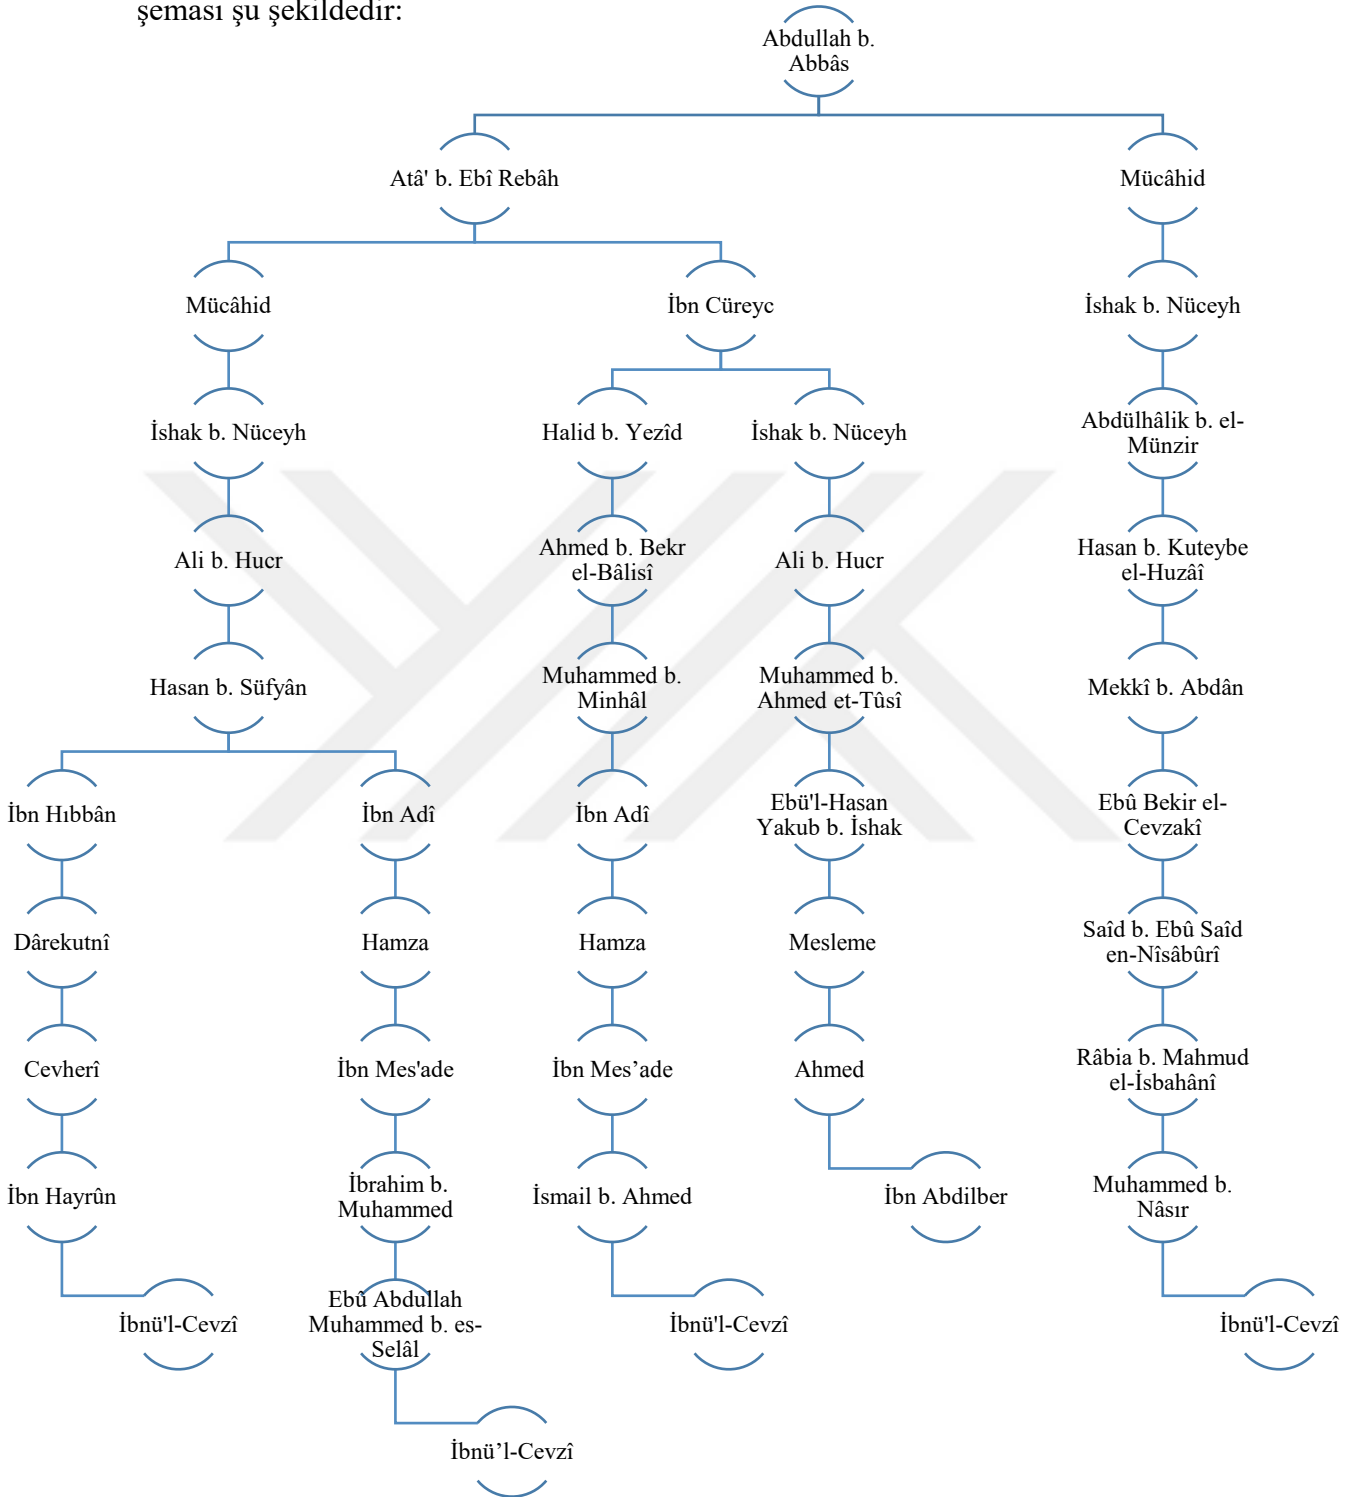 şeması şu şekildedir:
Abdullah b.
Abbâs
Atâ' b. Ebî Rebâh
Mücâhid
Mücâhid
İbn Cüreyc
İshak b. Nüceyh
İshak b. Nüceyh
Halid b. Yezîd
İshak b. Nüceyh
Abdülhâlik b. el-
Münzir
Ali b. Hucr
Ahmed b. Bekr
el-Bâlisî
Ali b. Hucr
Hasan b. Kuteybe
el-Huzâî
Hasan b. Süfyân
Muhammed b.
Minhâl
Muhammed b.
Ahmed et-Tûsî
Mekkî b. Abdân
İbn Hıbbân
İbn Adî
İbn Adî
Ebü'l-Hasan
Yakub b. İshak
Ebû Bekir el-
Cevzakî
Dârekutnî
Hamza
Hamza
Mesleme
Saîd b. Ebû Saîd
en-Nîsâbûrî
Cevherî
İbn Mes'ade
İbn Mes’ade
Ahmed
Râbia b. Mahmud
el-İsbahânî
İbn Hayrûn
İbrahim b.
Muhammed
İsmail b. Ahmed
İbn Abdilber
Muhammed b.
Nâsır
İbnü'l-Cevzî
Ebû Abdullah
Muhammed b. es-
Selâl
İbnü'l-Cevzî
İbnü'l-Cevzî
İbnü’l-Cevzî